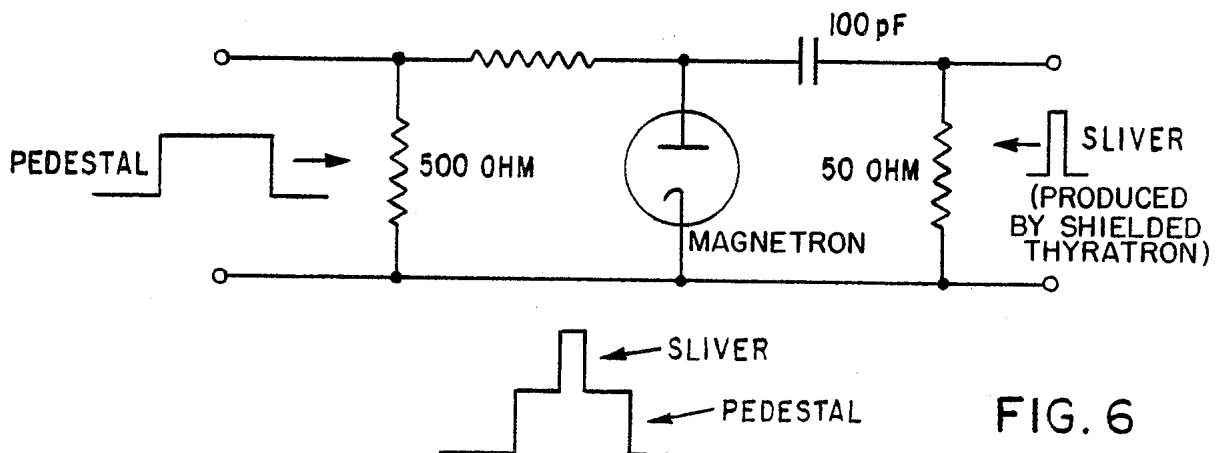 100 pF
PEDESTAL
500 OHM
MAGNETRON
50 OHM
SLIVER
(PRODUCED
BY SHIELDED
THYRATRON)
SLIVER
PEDESTAL
FIG. 6